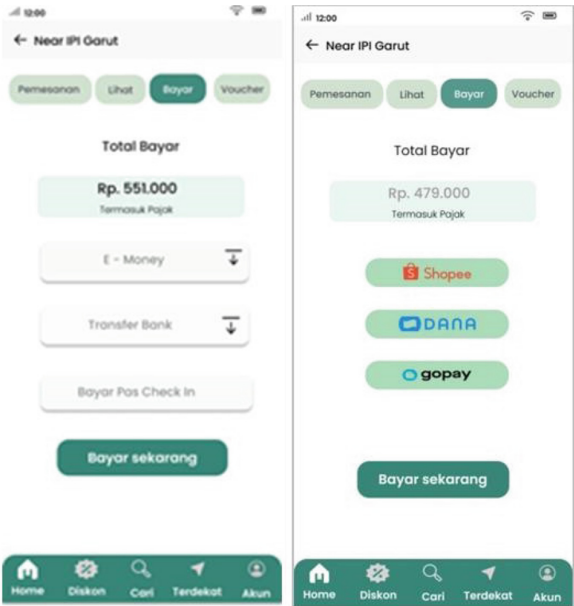 12:00
← Near IPI Garut
Pemesanan Lihat Bayar Voucher
Total Bayar
Rp. 551.000
Termasuk Pajak
E - Money
Transfer Bank
Bayar Pas Check In
Bayar sekarang
Home Diskon Cari Terdekat Akun
12:00
← Near IPI Garut
Pemesanan Lihat Bayar Voucher
Total Bayar
Rp. 479.000
Termasuk Pajak
S Shopee
DANA
gopay
Bayar sekarang
Home Diskon Cari Terdekat Akun